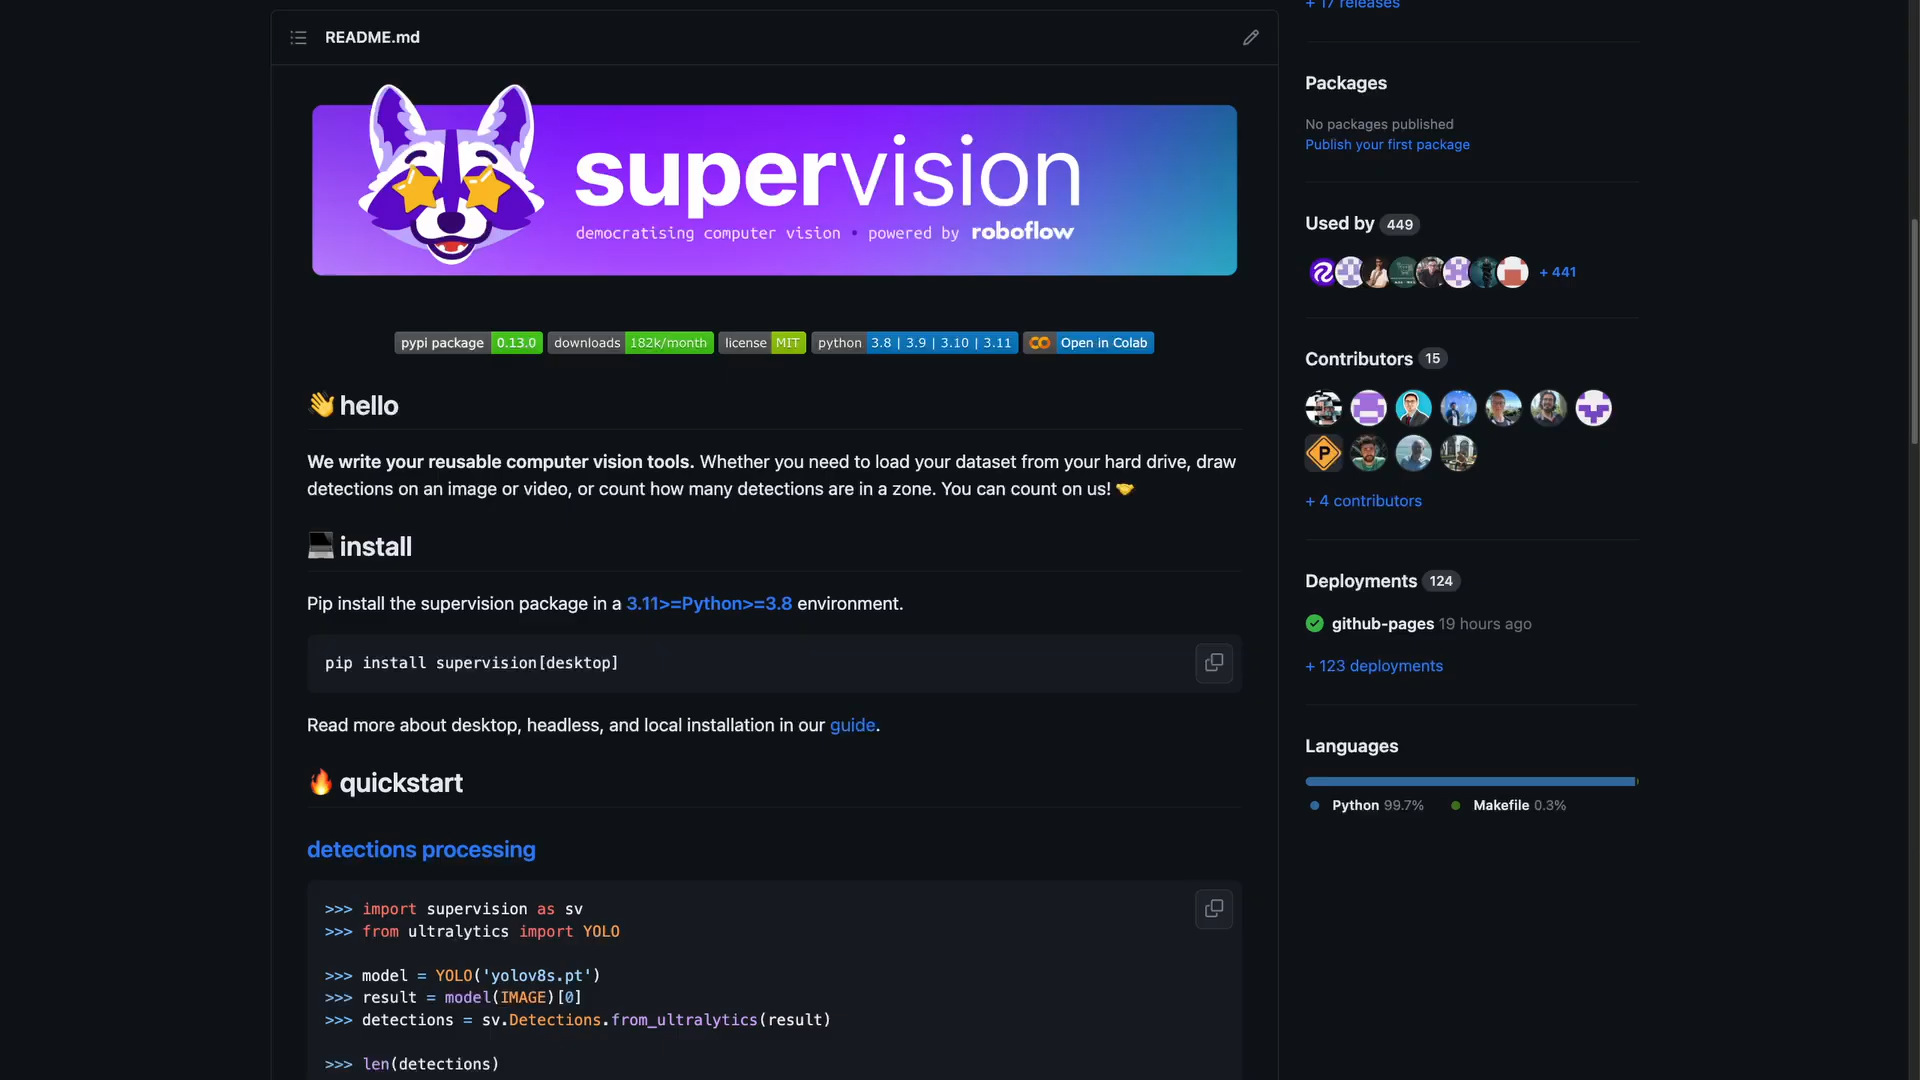 README.md
supervision
democratising computer vision • powered by roboflow
pypi package 0.13.0 downloads 182k/month license MIT python 3.8 | 3.9 | 3.10 | 3.11 Open in Colab
👋 hello
We write your reusable computer vision tools. Whether you need to load your dataset from your hard drive, draw
detections on an image or video, or count how many detections are in a zone. You can count on us! 🤝
💻 install
Pip install the supervision package in a 3.11>=Python>=3.8 environment.
pip install supervision[desktop]
Read more about desktop, headless, and local installation in our guide.
🔥 quickstart
detections processing
>>> import supervision as sv
>>> from ultralytics import YOLO
>>> model = YOLO('yolov8s.pt')
>>> result = model(IMAGE)[0]
>>> detections = sv.Detections.from_ultralytics(result)
>>> len(detections)
+ 17 releases
Packages
No packages published
Publish your first package
Used by 449
+ 441
Contributors 15
P
+ 4 contributors
Deployments 124
github-pages 19 hours ago
+ 123 deployments
Languages
Python 99.7% Makefile 0.3%